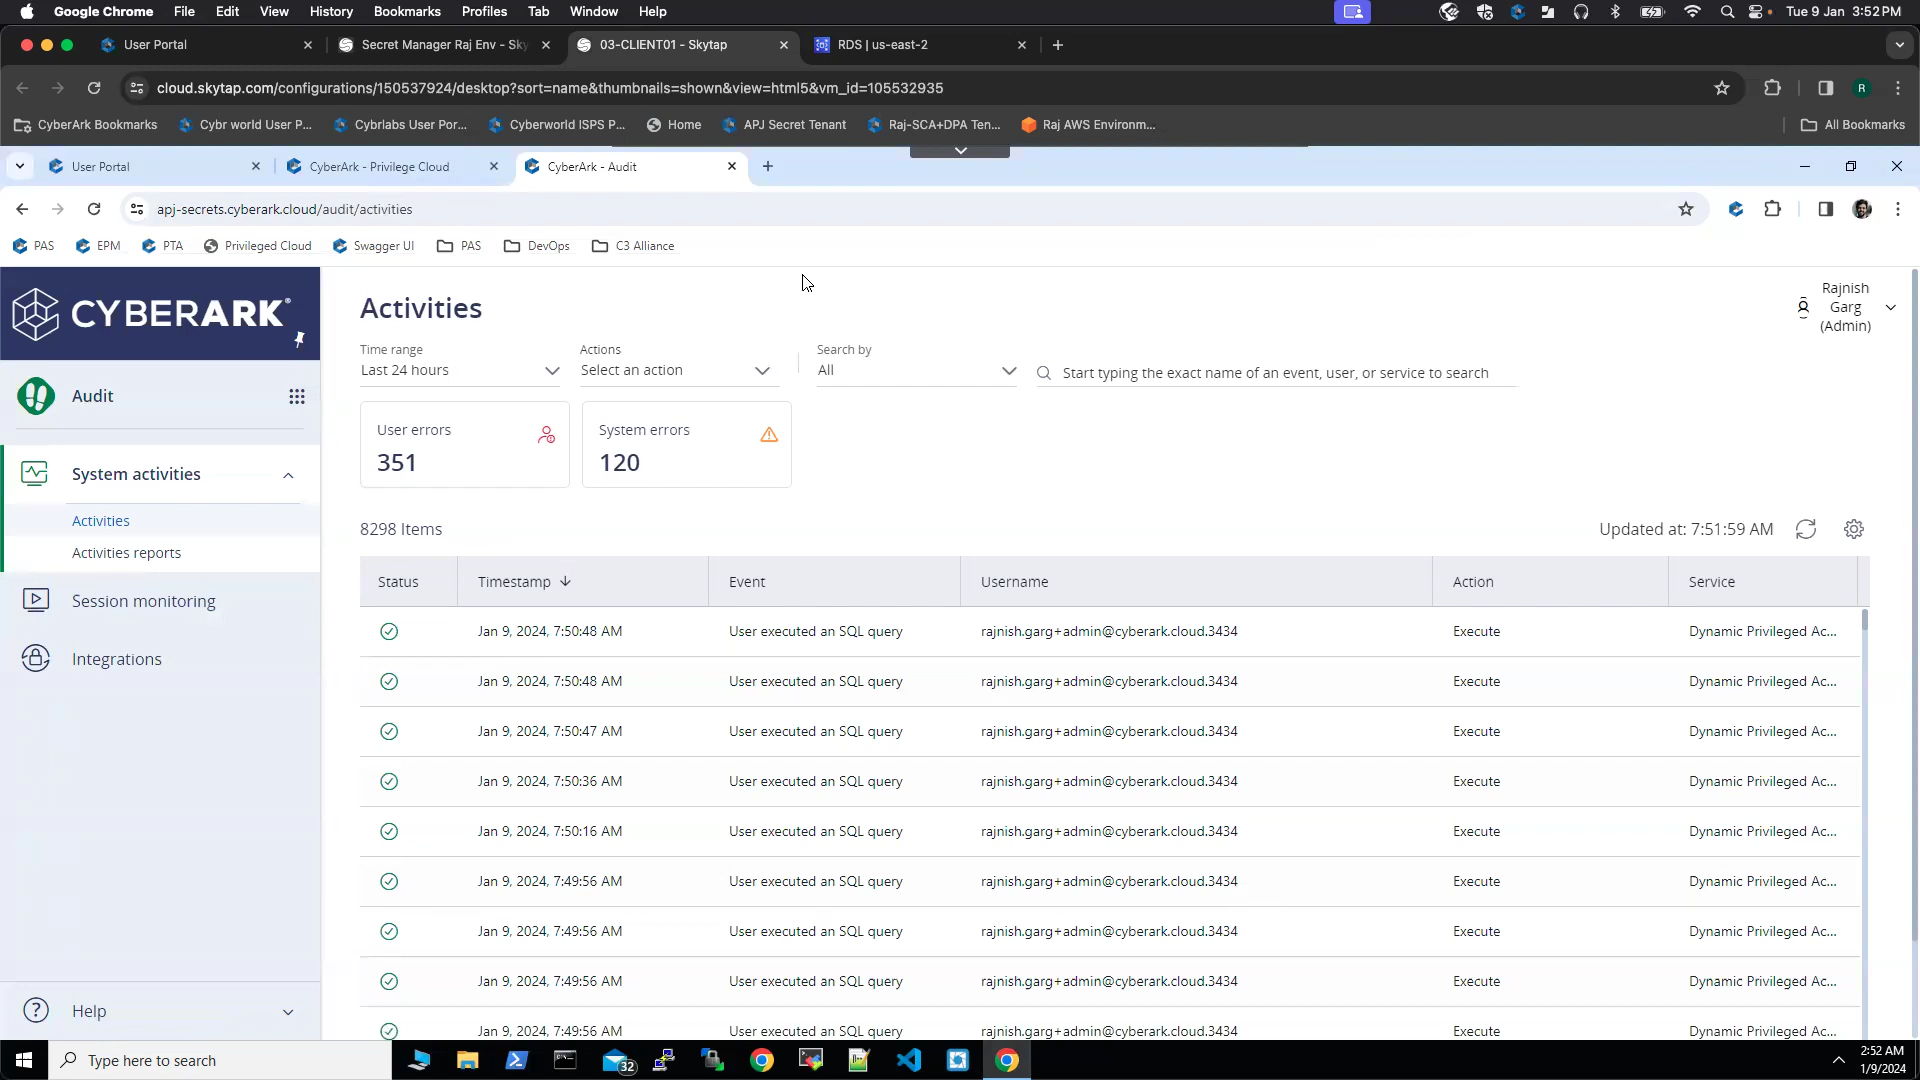 Google Chrome File Edit View History Bookmarks Profiles Tab Window Help Tue 9 Jan 3:52 PM
User Portal Secret Manager Raj Env - Sky 03-CLIENT01 - Skytap RDS | us-east-2
cloud.skytap.com/configurations/150537924/desktop?sort=name&thumbnails=shown&view=html5&vm_id=105532935 R
CyberArk Bookmarks Cybr world User P... Cybrlabs User Por... Cyberworld ISPS P... Home APJ Secret Tenant Raj-SCA+DPA Ten... Raj AWS Environm... All Bookmarks
User Portal CyberArk - Privilege Cloud CyberArk - Audit
apj-secrets.cyberark.cloud/audit/activities
PAS EPM PTA Privileged Cloud Swagger UI PAS DevOps C3 Alliance
CYBERARK®
Audit
System activities
Activities
Activities reports
Session monitoring
Integrations
Help
Activities
Rajnish
Garg
(Admin)
Time range Actions Search by
Last 24 hours Select an action All Start typing the exact name of an event, user, or service to search
User errors System errors
351 120
8298 Items Updated at: 7:51:59 AM
Status Timestamp Event Username Action Service
Jan 9, 2024, 7:50:48 AM User executed an SQL query rajnish.garg+admin@cyberark.cloud.3434 Execute Dynamic Privileged Ac...
Jan 9, 2024, 7:50:48 AM User executed an SQL query rajnish.garg+admin@cyberark.cloud.3434 Execute Dynamic Privileged Ac...
Jan 9, 2024, 7:50:47 AM User executed an SQL query rajnish.garg+admin@cyberark.cloud.3434 Execute Dynamic Privileged Ac...
Jan 9, 2024, 7:50:36 AM User executed an SQL query rajnish.garg+admin@cyberark.cloud.3434 Execute Dynamic Privileged Ac...
Jan 9, 2024, 7:50:16 AM User executed an SQL query rajnish.garg+admin@cyberark.cloud.3434 Execute Dynamic Privileged Ac...
Jan 9, 2024, 7:49:56 AM User executed an SQL query rajnish.garg+admin@cyberark.cloud.3434 Execute Dynamic Privileged Ac...
Jan 9, 2024, 7:49:56 AM User executed an SQL query rajnish.garg+admin@cyberark.cloud.3434 Execute Dynamic Privileged Ac...
Jan 9, 2024, 7:49:56 AM User executed an SQL query rajnish.garg+admin@cyberark.cloud.3434 Execute Dynamic Privileged Ac...
Jan 9, 2024, 7:49:56 AM User executed an SQL query rajnish.garg+admin@cyberark.cloud.3434 Execute Dynamic Privileged Ac...
Type here to search 32 2:52 AM
1/9/2024